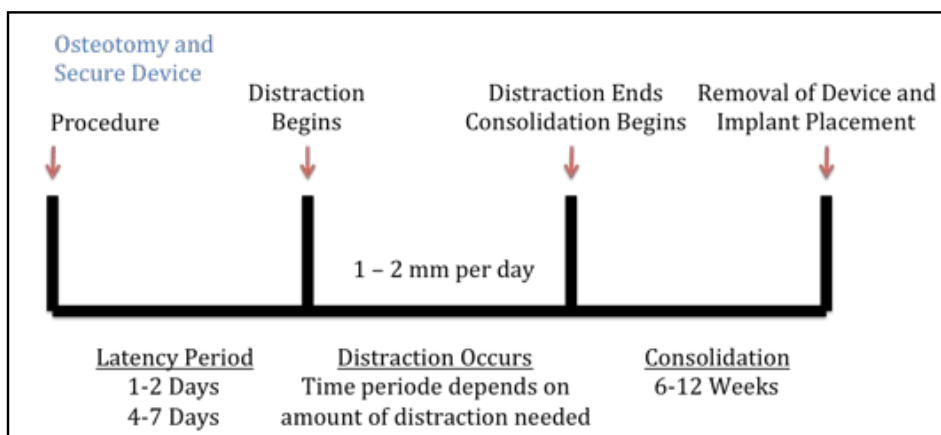 Osteotomy and
Secure Device
Procedure
Distraction
Begins
Distraction Ends
Consolidation Begins
Removal of Device and
Implant Placement
1 – 2 mm per day
Latency Period
1-2 Days
4-7 Days
Distraction Occurs
Time periode depends on
amount of distraction needed
Consolidation
6-12 Weeks